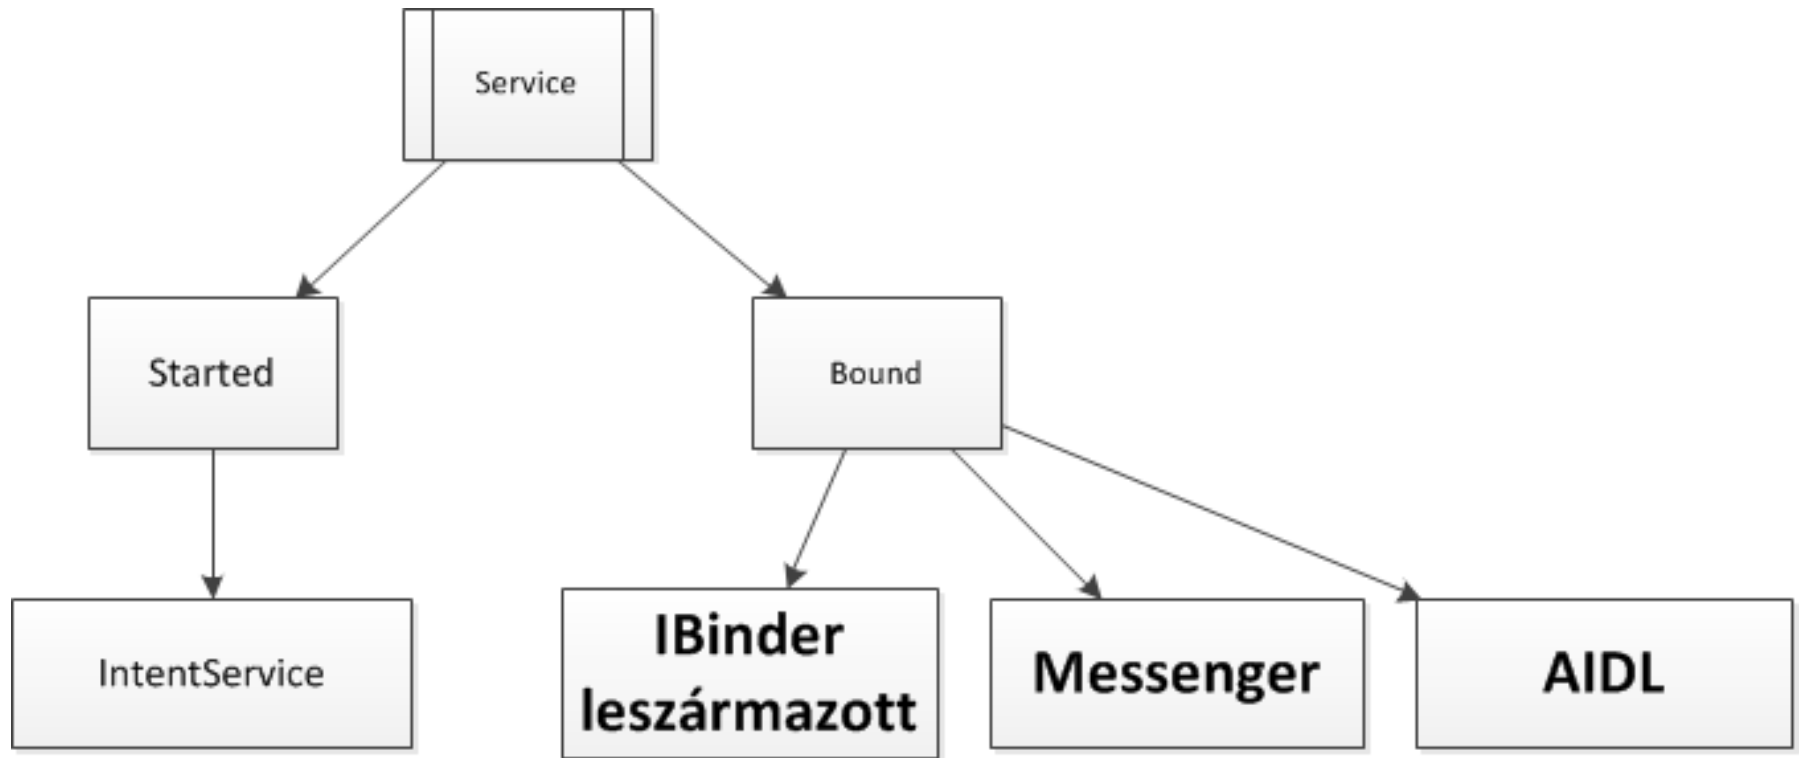 Service
Started
Bound
IntentService
IBinder
leszármazott
Messenger
AIDL